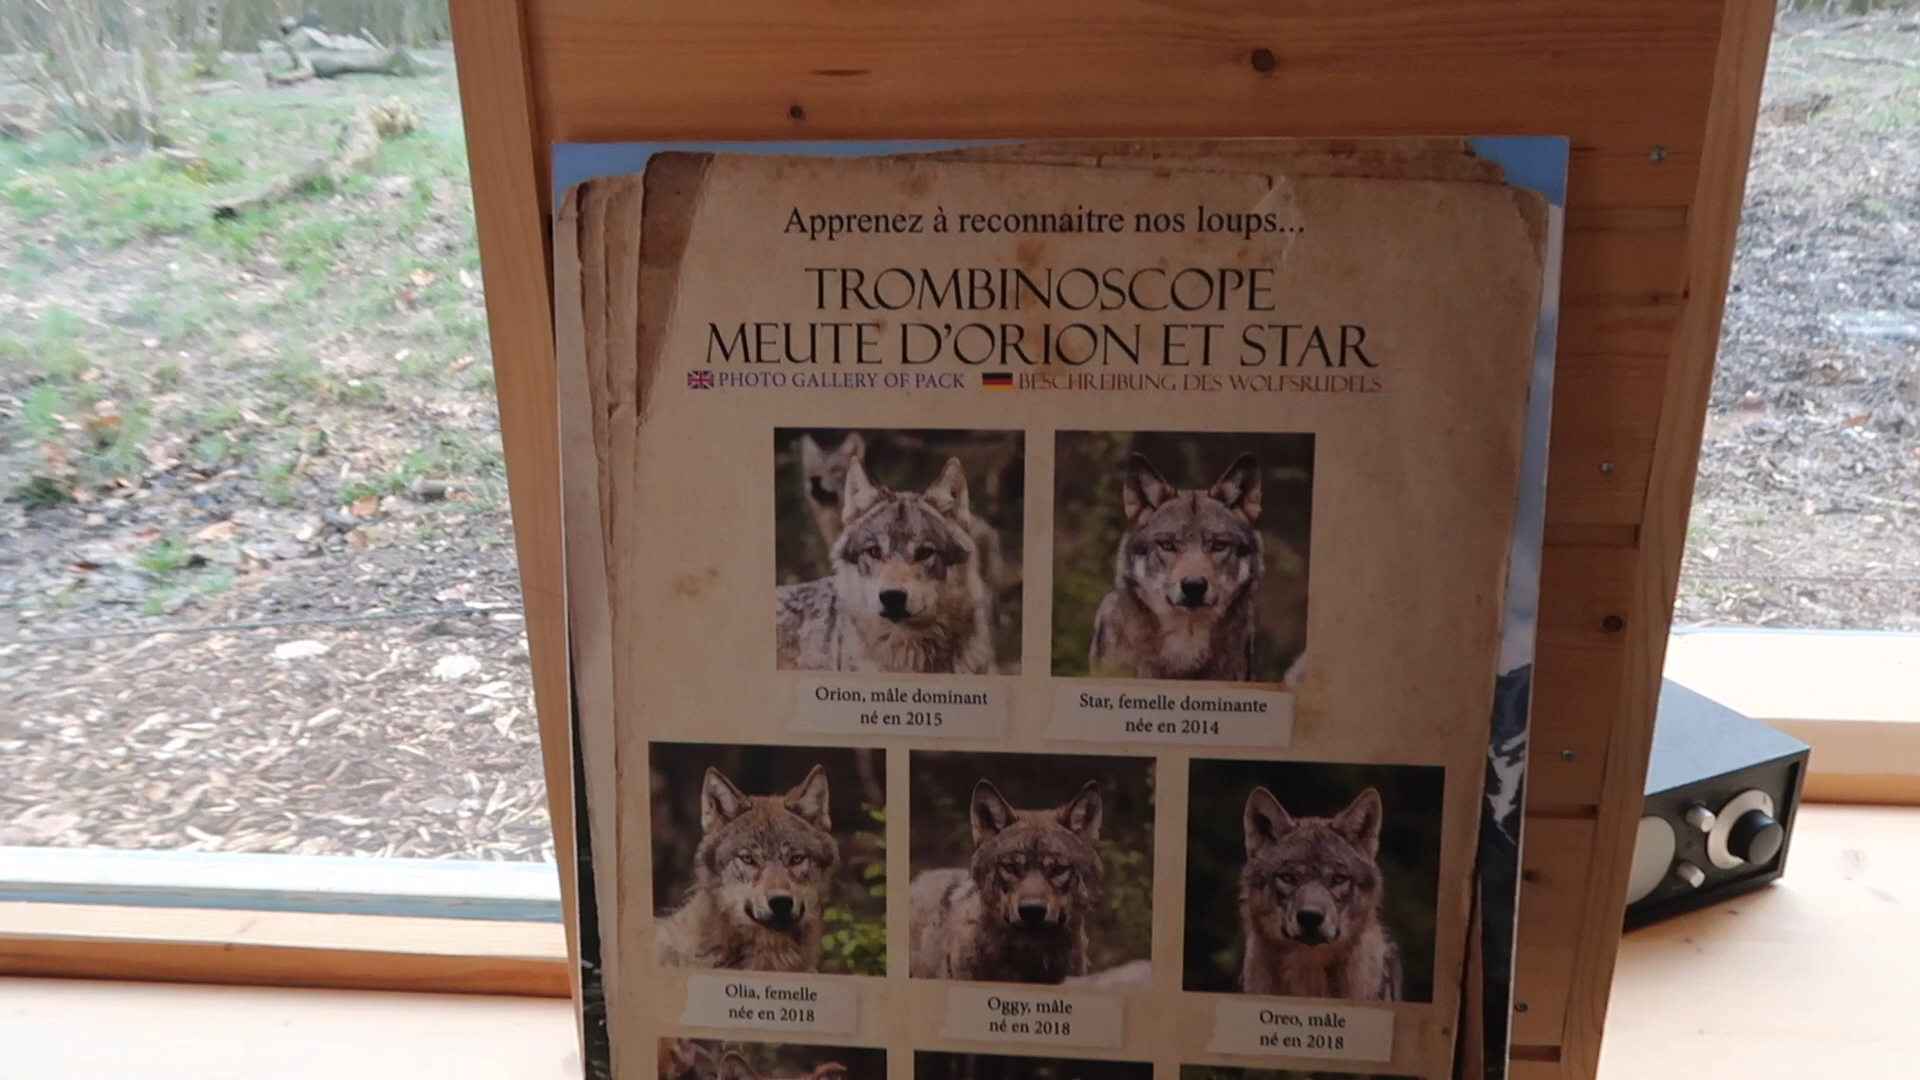 Apprenez à reconnaitre nos loups...
TROMBINOSCOPE
MEUTE D'ORION ET STAR
PHOTO GALLERY OF PACK BESCHREIBUNG DES WOLFSRUDELS
Orion, mâle dominant
né en 2015
Star, femelle dominante
née en 2014
Olia, femelle
née en 2018
Oggy, mâle
né en 2018
Oreo, mâle
né en 2018